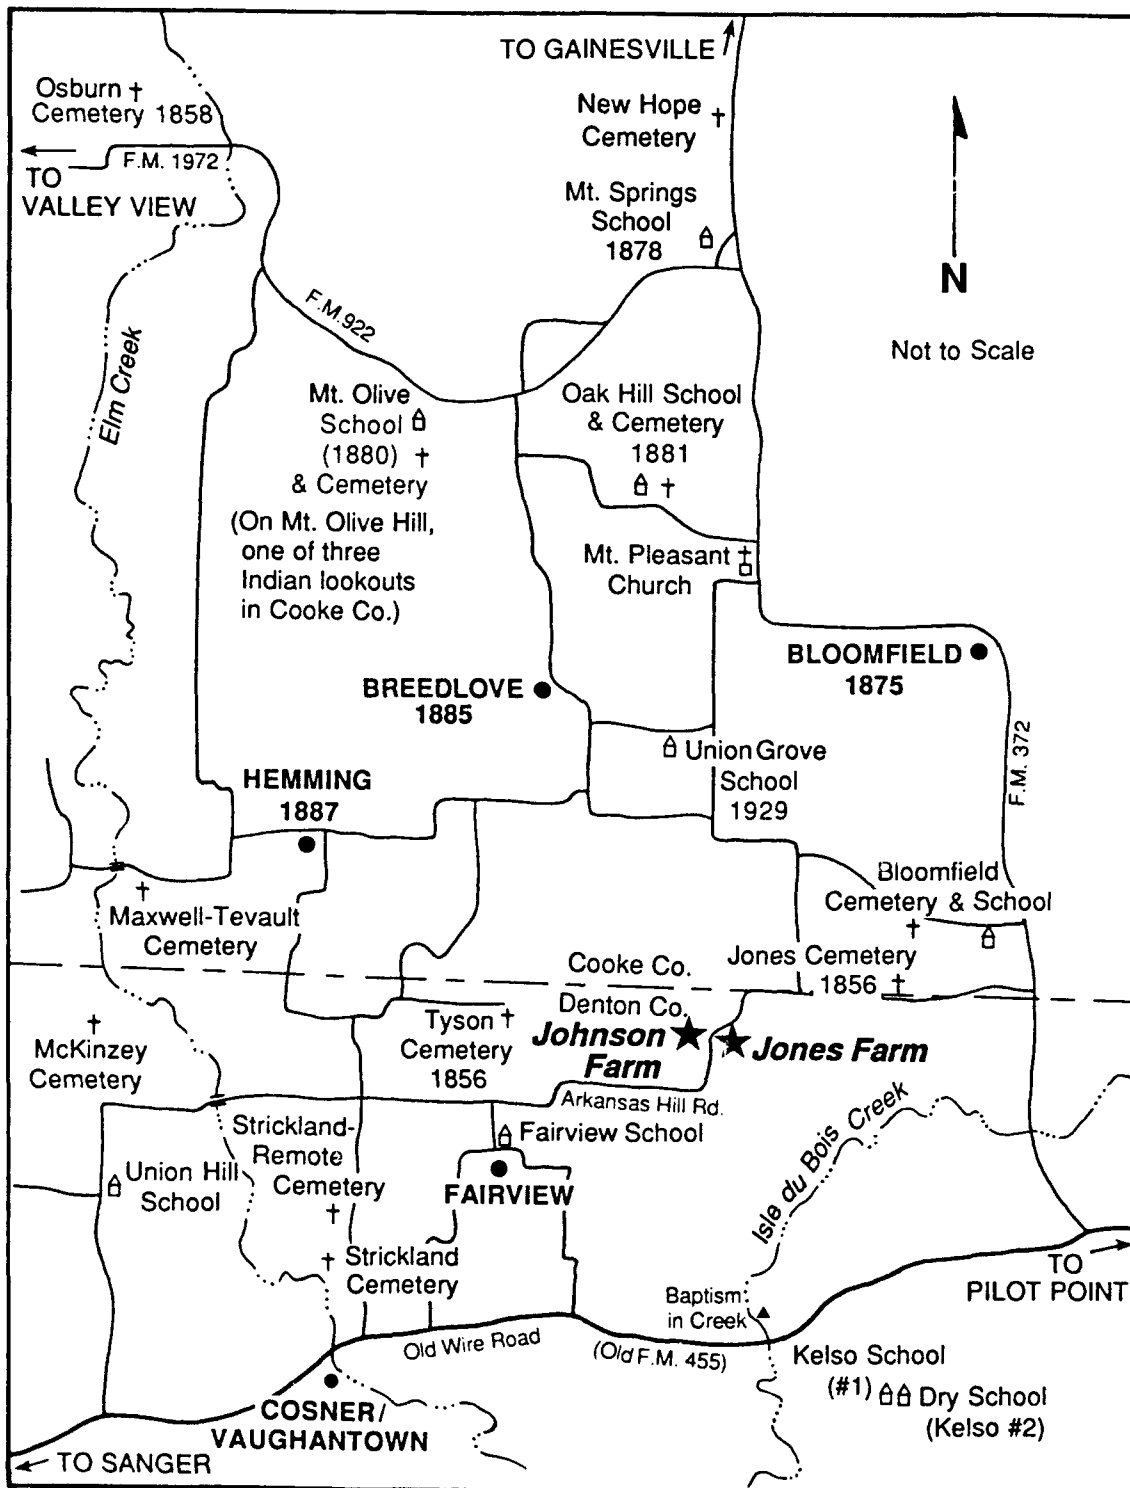 TO GAINESVILLE
Osburn
Cemetery 1858
New Hope
Cemetery
F.M. 1972
TO
VALLEY VIEW
Mt. Springs
School
1878
N
Not to Scale
F.M. 922
Elm Creek
Mt. Olive
School
(1880)
& Cemetery
(On Mt. Olive Hill,
one of three
Indian lookouts
in Cooke Co.)
Oak Hill School
& Cemetery
1881
Mt. Pleasant
Church
BLOOMFIELD
1875
BREEDLOVE
1885
F.M. 372
Union Grove
School
1929
HEMMING
1887
Bloomfield
Cemetery & School
Maxwell-Tevault
Cemetery
Jones Cemetery
1856
Cooke Co.
Denton Co.
McKinzey
Cemetery
Tyson
Cemetery
1856
Johnson
Farm
Jones Farm
Arkansas Hill Rd.
Isle du Bois Creek
Strickland-
Remote
Cemetery
Fairview School
Union Hill
School
FAIRVIEW
Strickland
Cemetery
TO
PILOT POINT
Baptism
in Creek
Old Wire Road
(Old F.M. 455)
Kelso School
(#1)
Dry School
(Kelso #2)
COSNER/
VAUGHANTOWN
TO SANGER